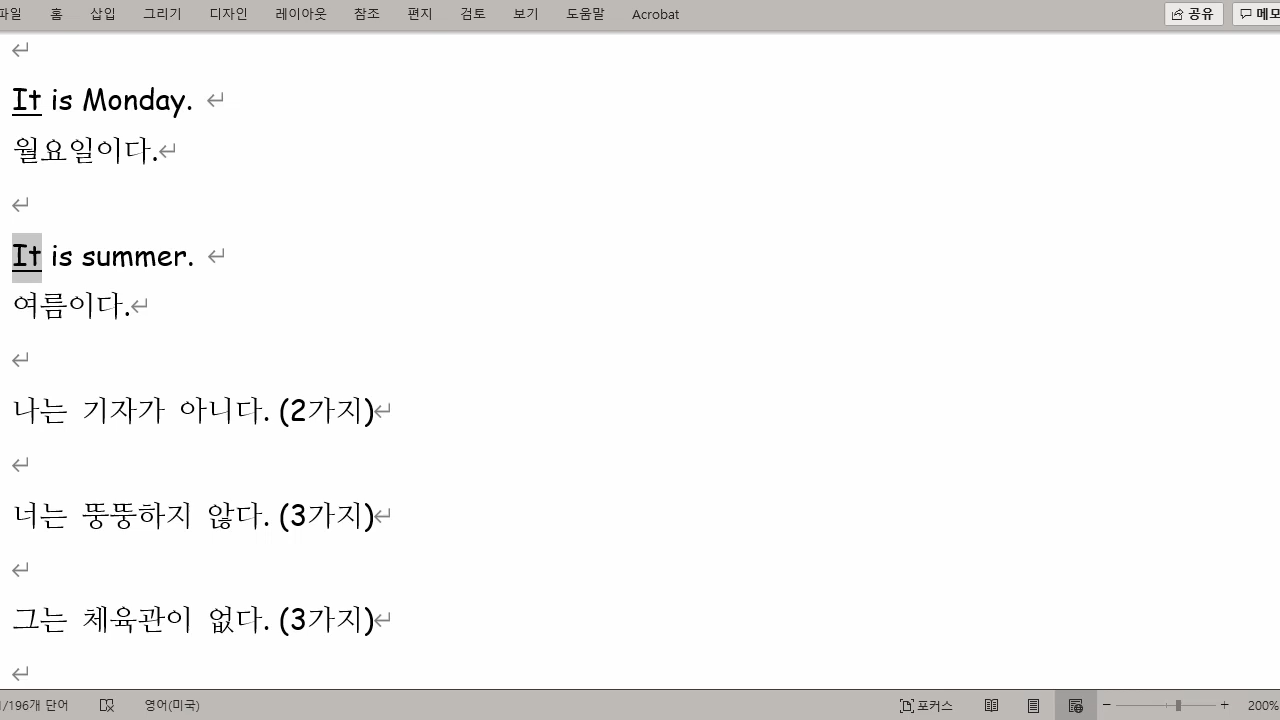 파일 홈 삽입 그리기 디자인 레이아웃 참조 편지 검토 보기 도움말 Acrobat 공유 메모
It is Monday.
월요일이다.
It is summer.
여름이다.
나는 기자가 아니다. (2가지)
너는 뚱뚱하지 않다. (3가지)
그는 체육관이 없다. (3가지)
/196개 단어 영어(미국) 포커스 200%